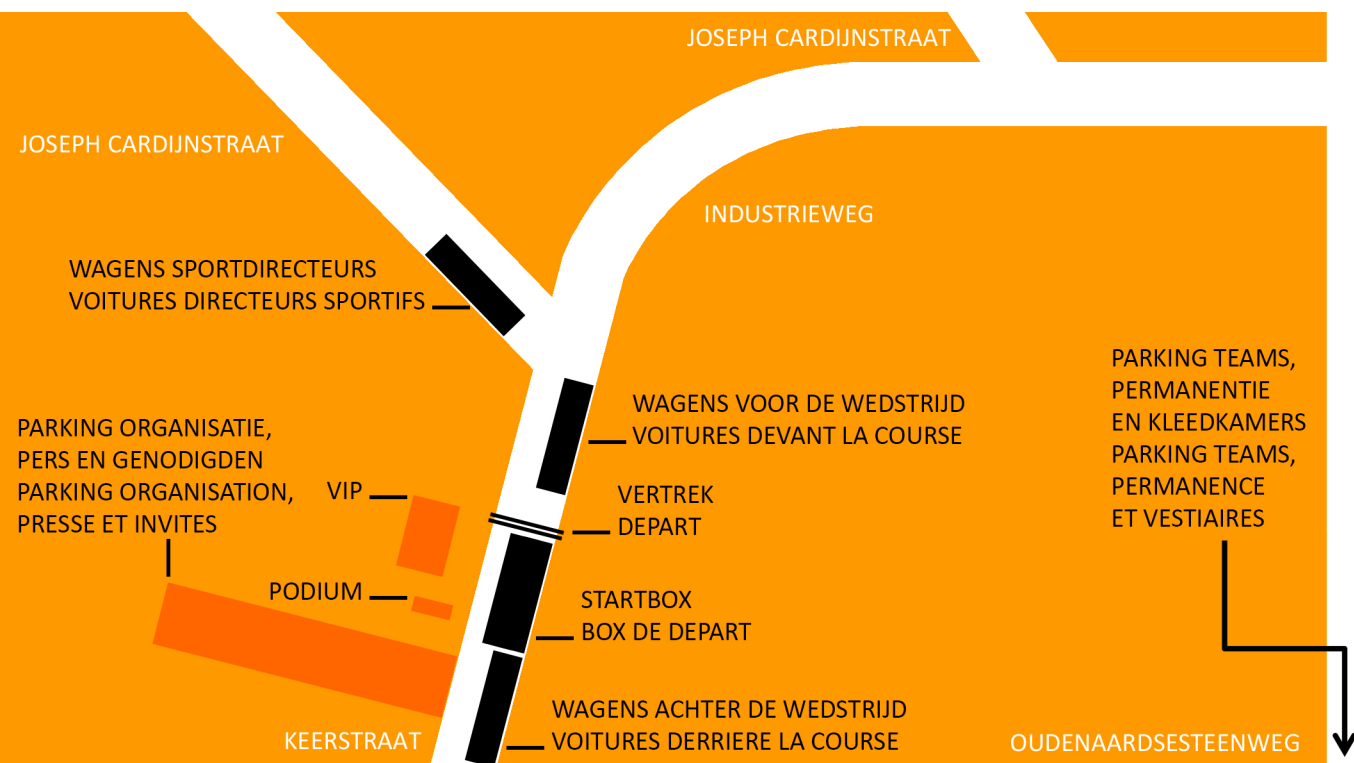 JOSEPH CARDIJNSTRAAT
JOSEPH CARDIJNSTRAAT
INDUSTRIEWEG
WAGENS SPORTDIRECTEURS
VOITURES DIRECTEURS SPORTIFS
WAGENS VOOR DE WEDSTRIJD
VOITURES DEVANT LA COURSE
PARKING TEAMS,
PERMANENTIE
EN KLEEDKAMERS
PARKING TEAMS,
PERMANENCE
ET VESTIAIRES
PARKING ORGANISATIE,
PERS EN GENODIGDEN
PARKING ORGANISATION,
PRESSE ET INVITES
VIP
VERTREK
DEPART
PODIUM
STARTBOX
BOX DE DEPART
WAGENS ACHTER DE WEDSTRIJD
VOITURES DERRIERE LA COURSE
KEERSTRAAT
OUDENAARDSESTEENWEG